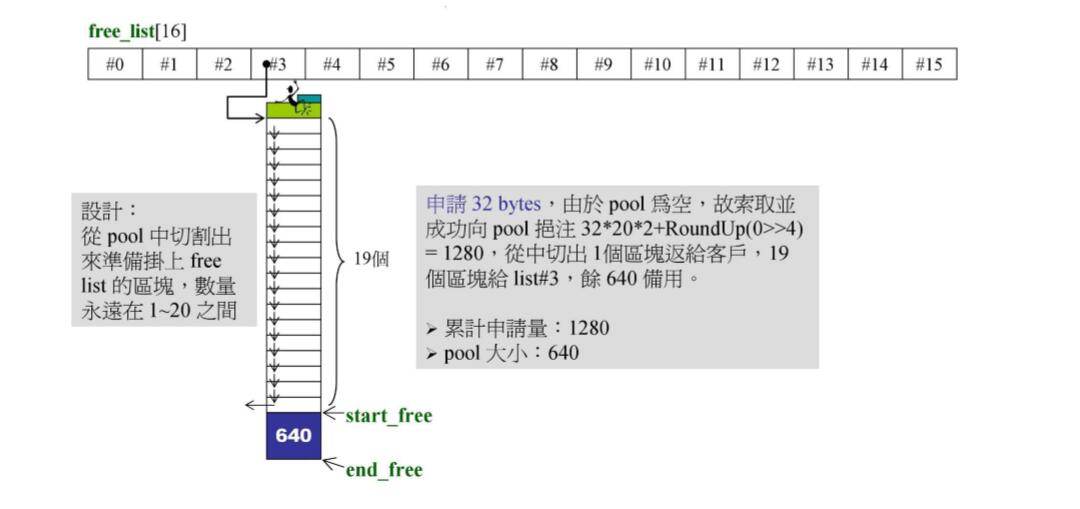 free_list[16]
#0 #1 #2 #3 #4 #5 #6 #7 #8 #9 #10 #11 #12 #13 #14 #15
設計：
從 pool 中切割出
來準備掛上 free
list 的區塊，數量
永遠在 1~20 之間
19個
申請 32 bytes，由於 pool 爲空，故索取並
成功向 pool 挹注 32*20*2+RoundUp(0>>4)
= 1280，從中切出 1個區塊返給客戶，19
個區塊給 list#3，餘 640 備用。
➢ 累計申請量：1280
➢ pool 大小：640
start_free
640
end_free